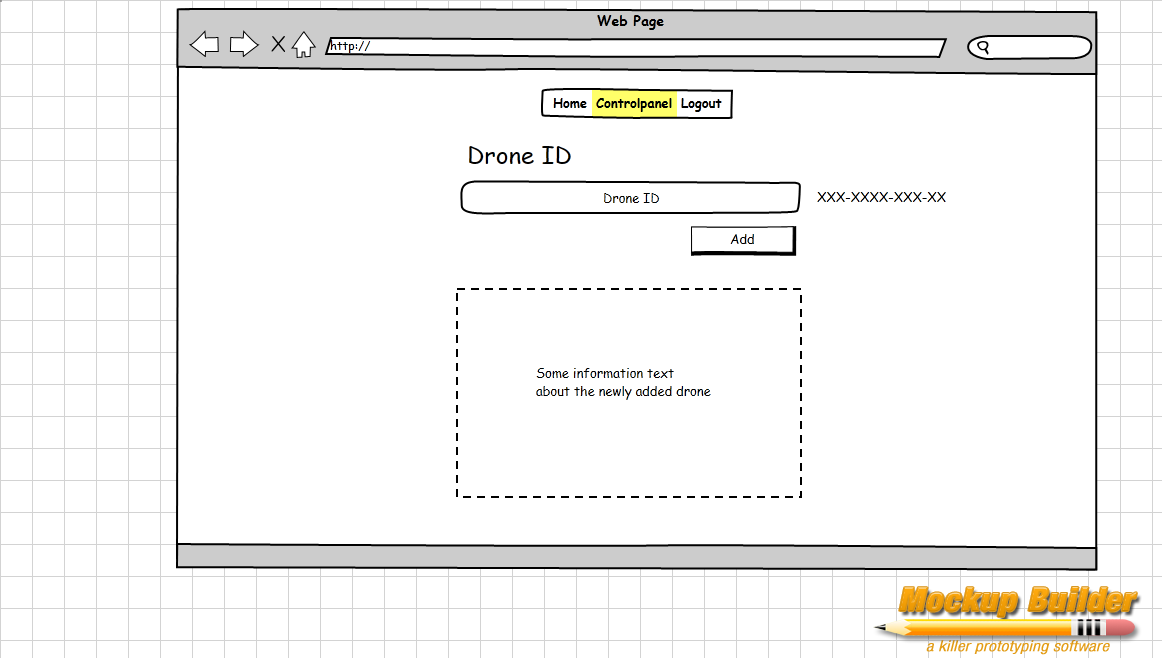 Web Page
http://
Home Controlpanel Logout
Drone ID
Drone ID XXX-XXXX-XXX-XX
Add
Some information text
about the newly added drone
Mockup Builder
a killer prototyping software